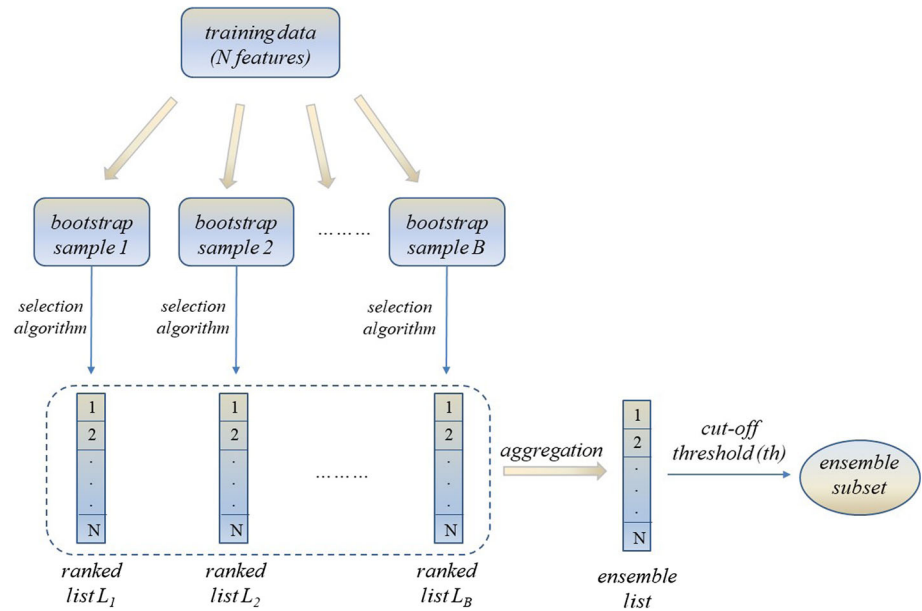 training data
(N features)
bootstrap
sample 1
bootstrap
sample 2
………
bootstrap
sample B
selection
algorithm
selection
algorithm
selection
algorithm
1
2
.
.
.
N
1
2
.
.
.
N
………
1
2
.
.
.
N
aggregation
1
2
.
.
.
N
cut-off
threshold (th)
ensemble
subset
ranked
list L1
ranked
list L2
ranked
list LB
ensemble
list